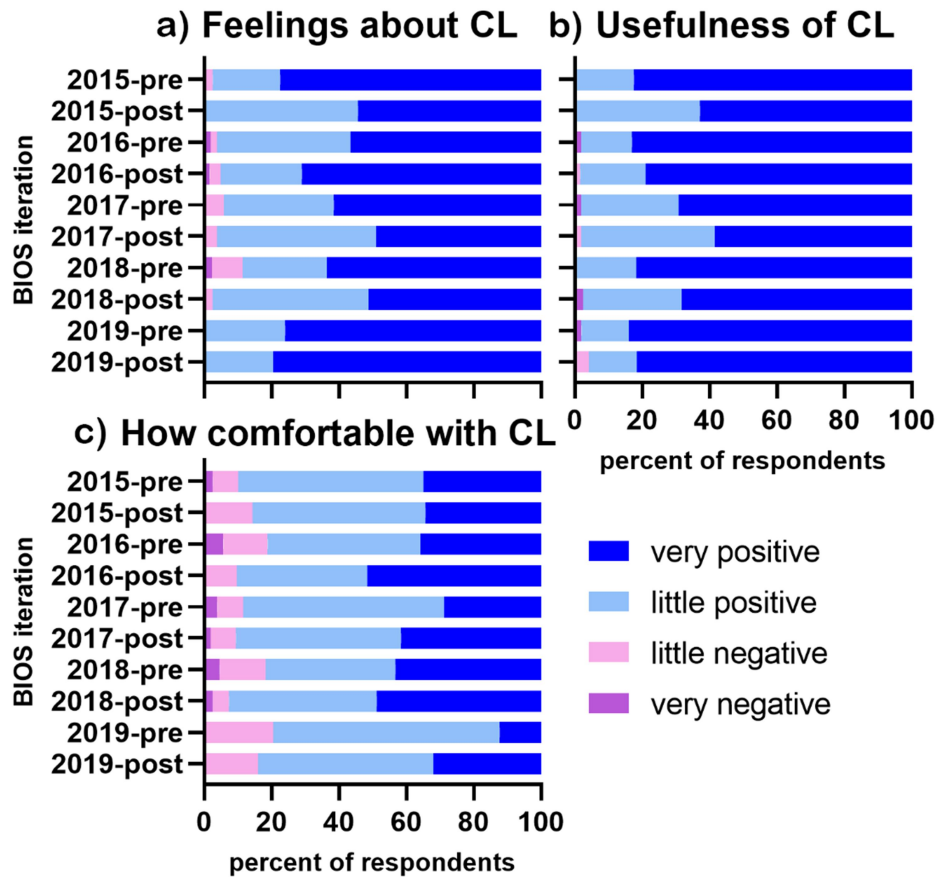 a) Feelings about CL
b) Usefulness of CL
BIOS iteration
2015-pre
2015-post
2016-pre
2016-post
2017-pre
2017-post
2018-pre
2018-post
2019-pre
2019-post
0 20 40 60 80 100
percent of respondents
c) How comfortable with CL
BIOS iteration
2015-pre
2015-post
2016-pre
2016-post
2017-pre
2017-post
2018-pre
2018-post
2019-pre
2019-post
0 20 40 60 80 100
percent of respondents
very positive
little positive
little negative
very negative